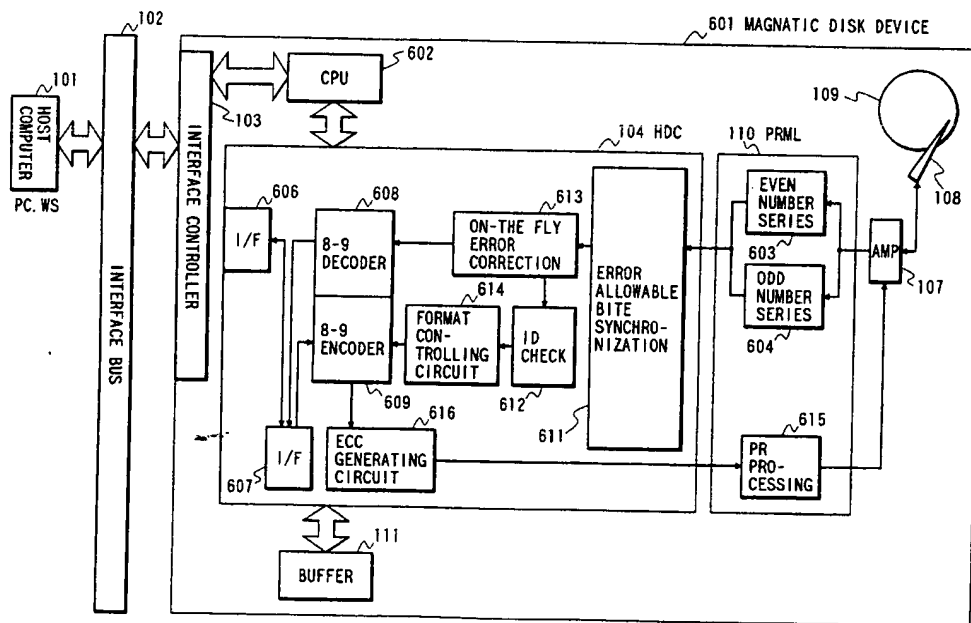 601 MAGNATIC DISK DEVICE
102
101
HOST
COMPUTER
PC. WS
INTERFACE BUS
103
INTERFACE CONTROLLER
602
CPU
104 HDC
110 PRML
109
108
AMP
107
606
I/F
608
8-9 DECODER
613
ON-THE FLY
ERROR
CORRECTION
ERROR
ALLOWABLE
BITE
SYNCHRO-
NIZATION
611
EVEN
NUMBER
SERIES
603
ODD
NUMBER
SERIES
604
614
FORMAT
CON-
TROLLING
CIRCUIT
ID
CHECK
612
8-9 ENCODER
609
616
ECC
GENERATING
CIRCUIT
I/F
607
615
PR
PRO-
CESSING
111
BUFFER